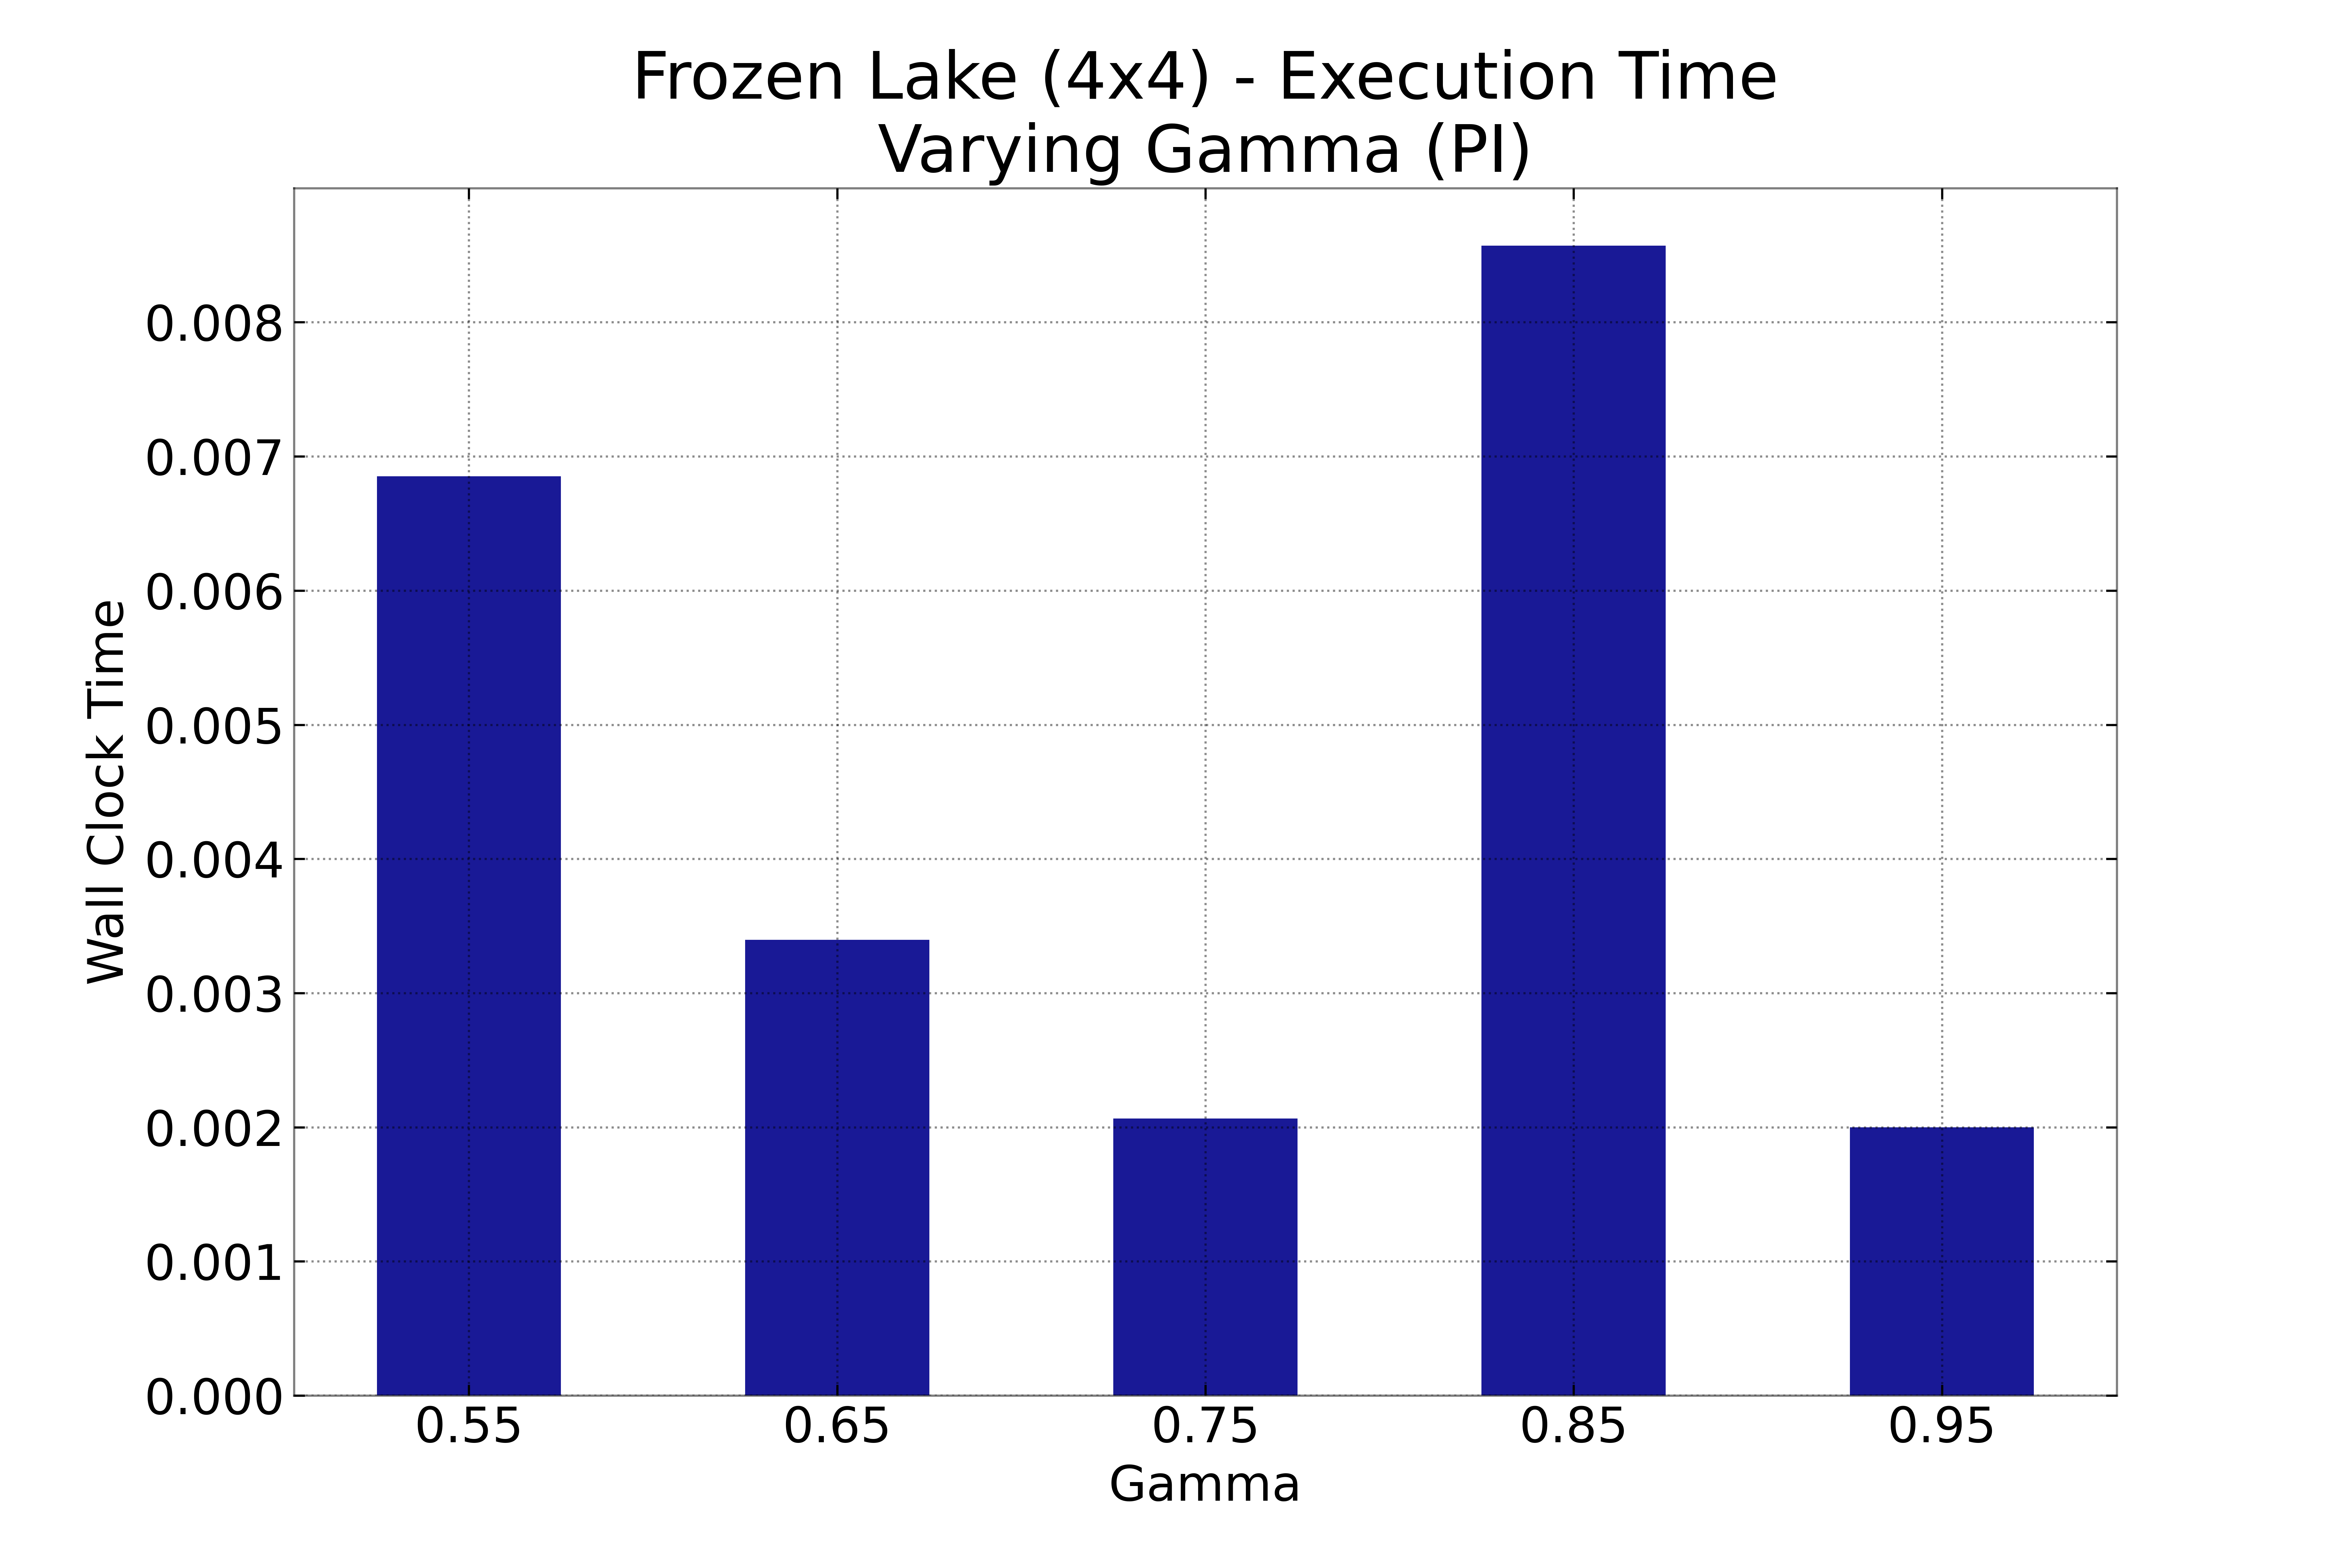 Frozen Lake (4x4) - Execution Time
Varying Gamma (PI)
Wall Clock Time
0.008
0.007
0.006
0.005
0.004
0.003
0.002
0.001
0.000
0.55 0.65 0.75 0.85 0.95
Gamma